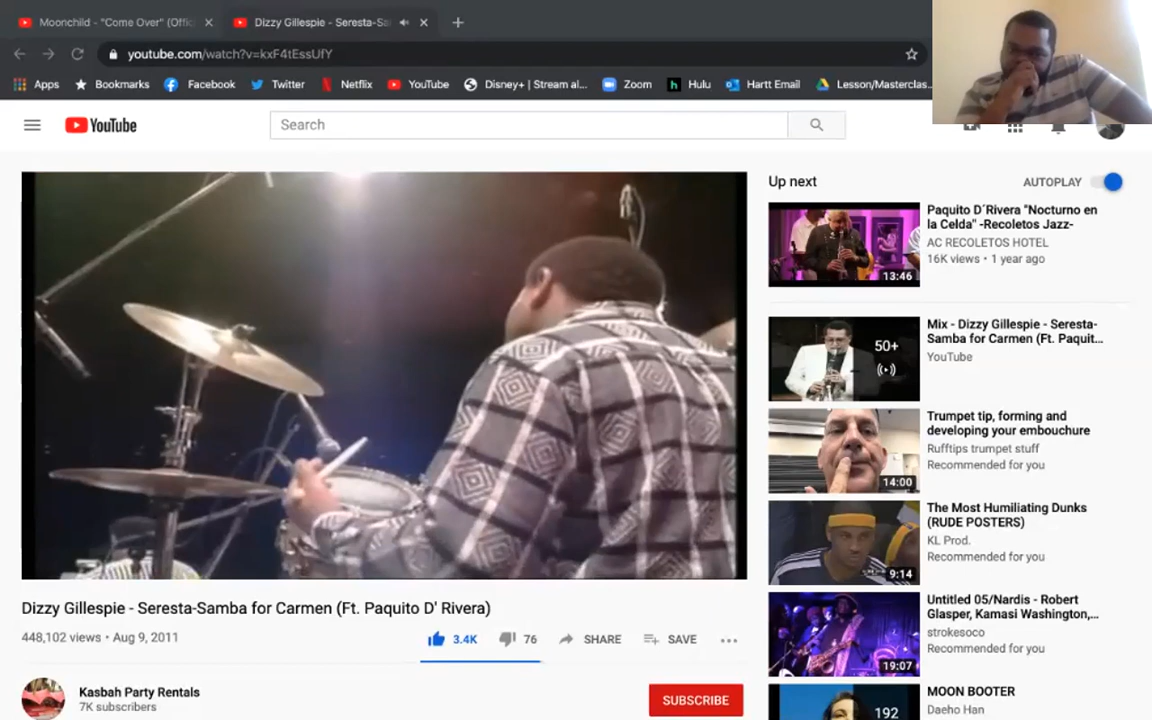 Moonchild - "Come Over" (Offic
Dizzy Gillespie - Seresta-Sa
youtube.com/watch?v=kxF4tEssUfY
Apps
Bookmarks
Facebook
Twitter
Netflix
YouTube
Disney+ | Stream al...
Zoom
h
Hulu
Hartt Email
Lesson/Masterclas...
YouTube
Search
Up next
AUTOPLAY
Paquito D´Rivera "Nocturno en
la Celda" -Recoletos Jazz-
AC RECOLETOS HOTEL
16K views • 1 year ago
13:46
Mix - Dizzy Gillespie - Seresta-
Samba for Carmen (Ft. Paquit...
YouTube
50+
Trumpet tip, forming and
developing your embouchure
Rufftips trumpet stuff
Recommended for you
14:00
The Most Humiliating Dunks
(RUDE POSTERS)
KL Prod.
Recommended for you
9:14
Untitled 05/Nardis - Robert
Glasper, Kamasi Washington,...
strokesoco
Recommended for you
19:07
MOON BOOTER
Daeho Han
192
Dizzy Gillespie - Seresta-Samba for Carmen (Ft. Paquito D' Rivera)
448,102 views • Aug 9, 2011
3.4K
76
SHARE
SAVE
Kasbah Party Rentals
7K subscribers
SUBSCRIBE